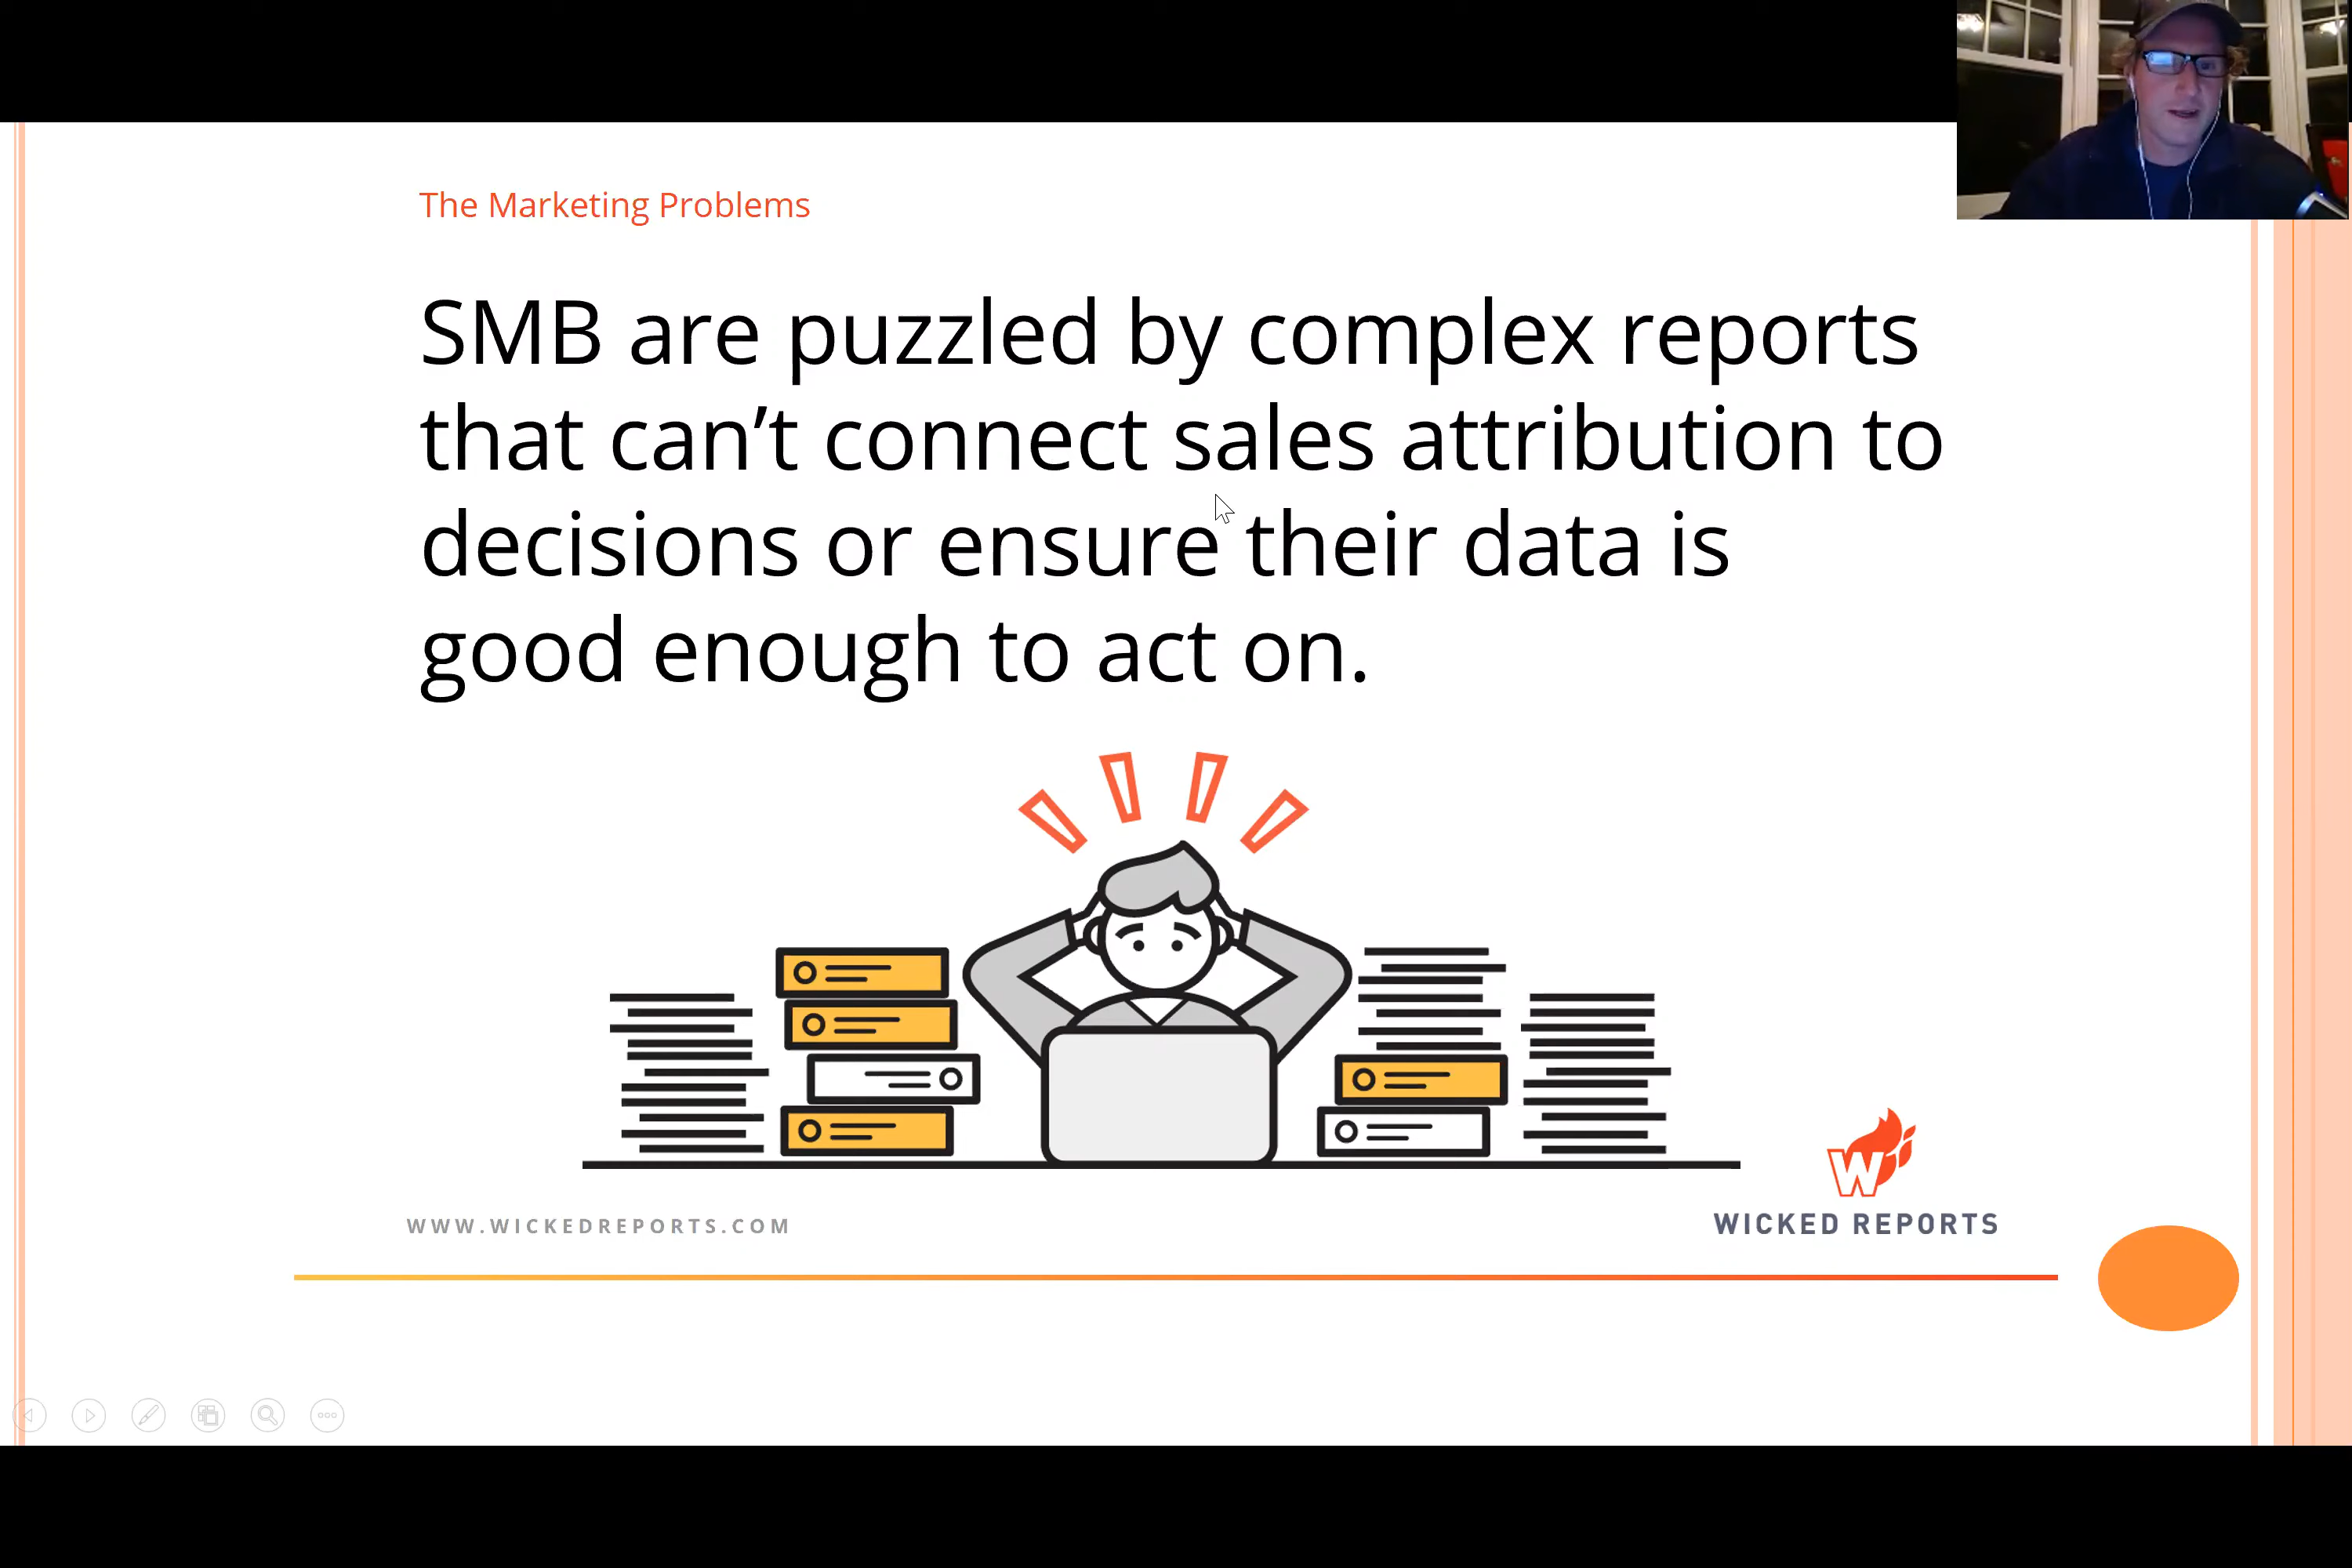 The Marketing Problems
SMB are puzzled by complex reports
that can’t connect sales attribution to
decisions or ensure their data is
good enough to act on.
W
WWW.WICKEDREPORTS.COM
WICKED REPORTS